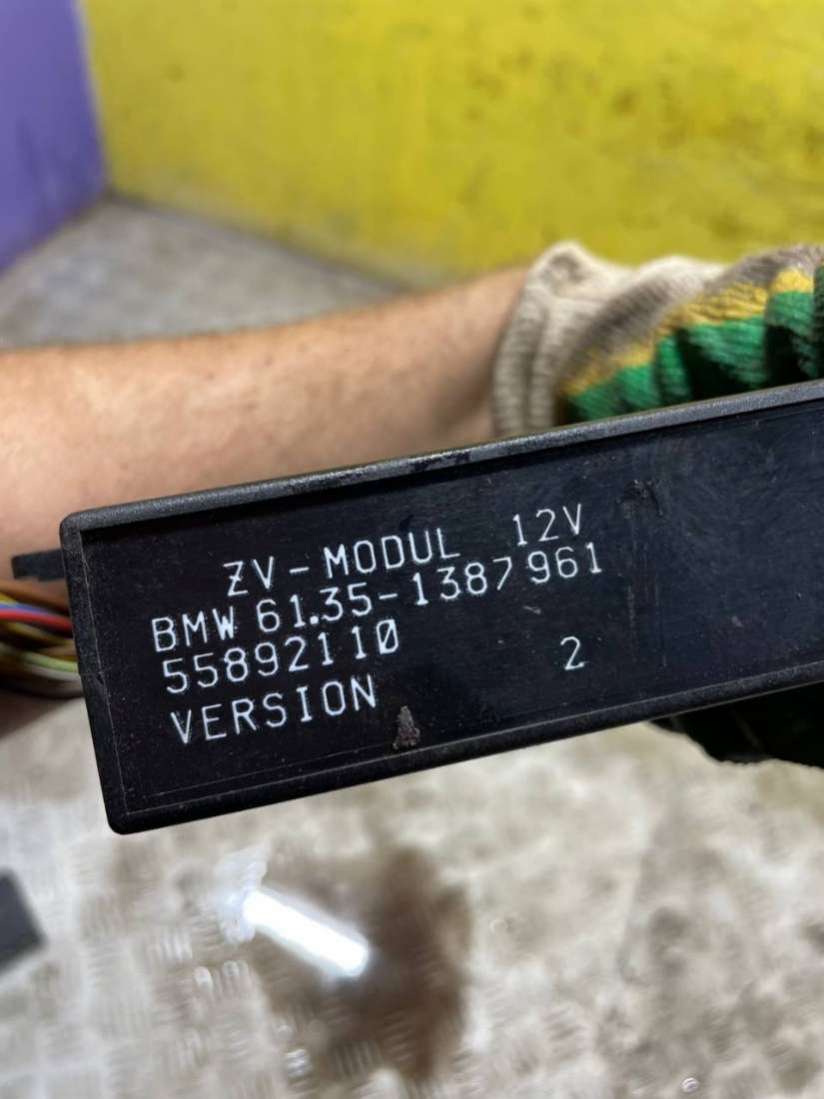 ZV-MODUL 12V
BMW 61.35-1387961
55892110
VERSION 2